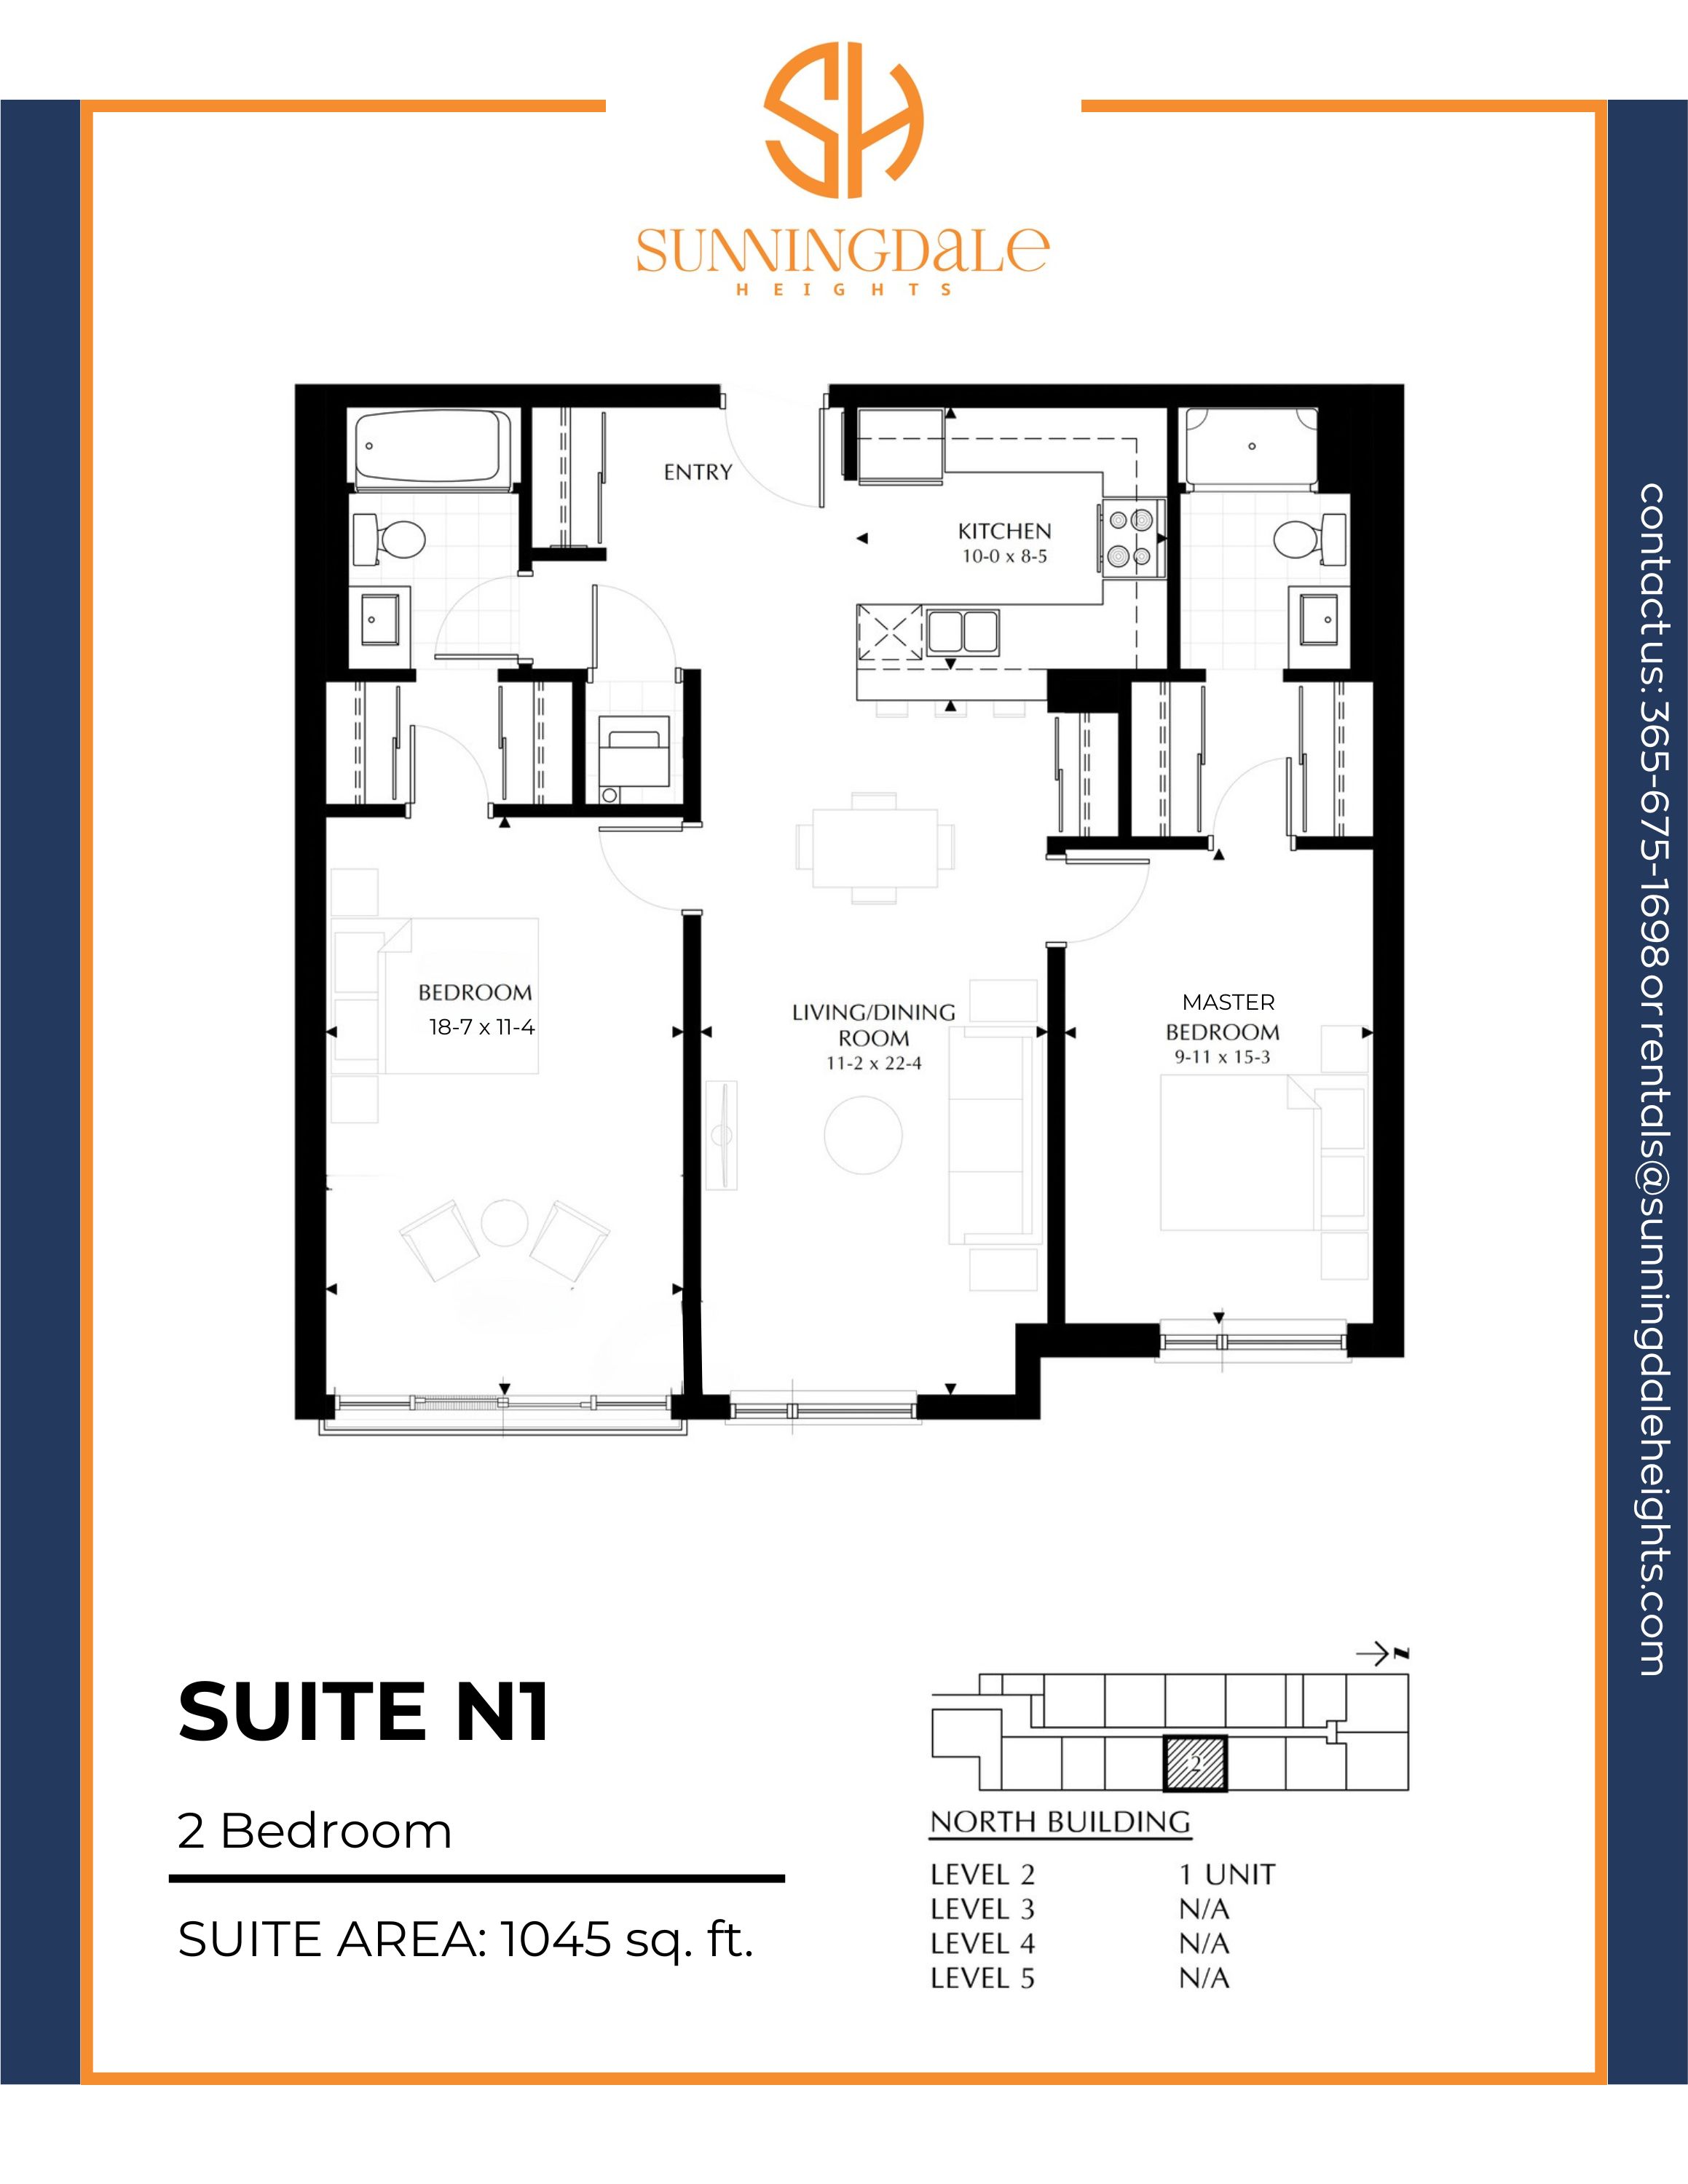 SUNNINGDALE
HEIGHTS
ENTRY
KITCHEN
10-0 x 8-5
BEDROOM
18-7 x 11-4
LIVING/DINING
ROOM
11-2 x 22-4
MASTER
BEDROOM
9-11 x 15-3
contact us: 365-675-1698 or rentals@sunningdaleheights.com
SUITE N1
2 Bedroom
SUITE AREA: 1045 sq. ft.
N
2
NORTH BUILDING
LEVEL 2 1 UNIT
LEVEL 3 N/A
LEVEL 4 N/A
LEVEL 5 N/A